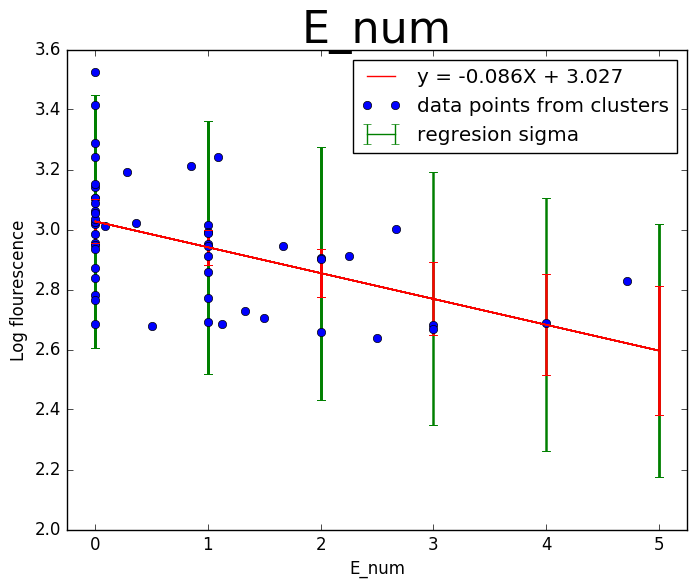 E_num
y = -0.086X + 3.027
data points from clusters
regresion sigma
3.6
3.4
3.2
3.0
2.8
2.6
2.4
2.2
2.0
Log flourescence
0 1 2 3 4 5
E_num